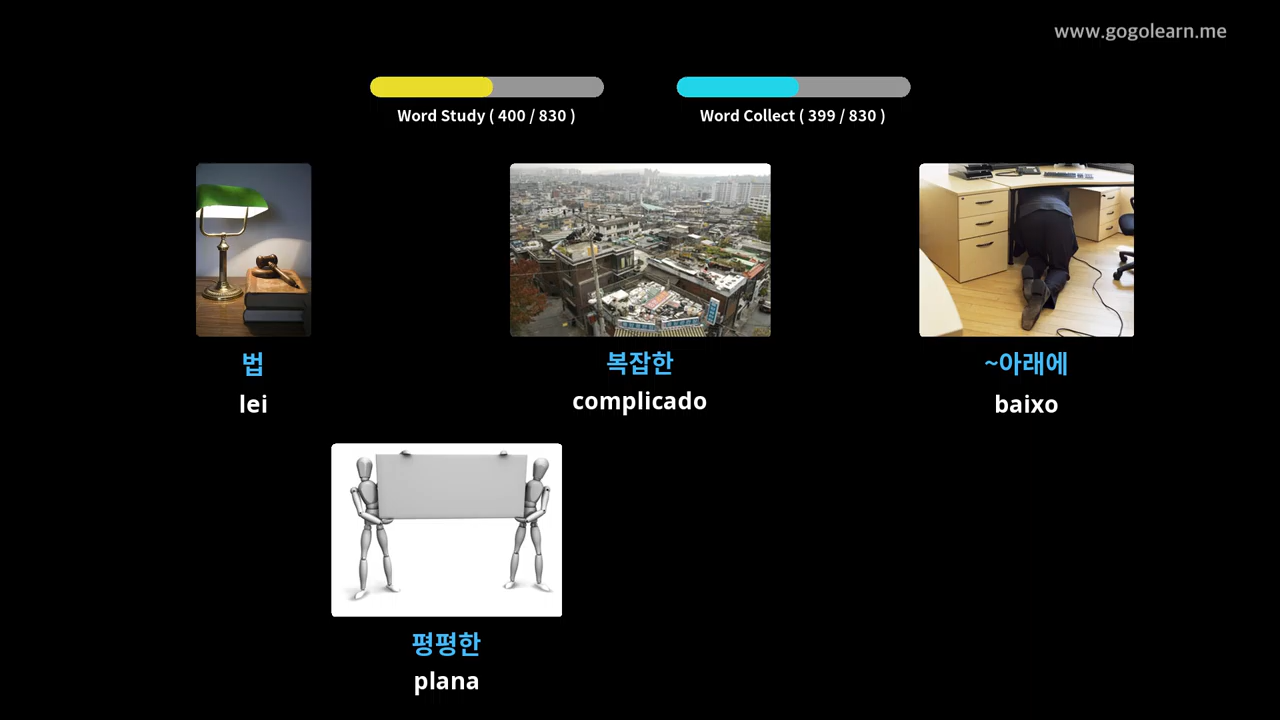 www.gogolearn.me
Word Study ( 400 / 830 )
Word Collect ( 399 / 830 )
법
lei
복잡한
complicado
~아래에
baixo
평평한
plana